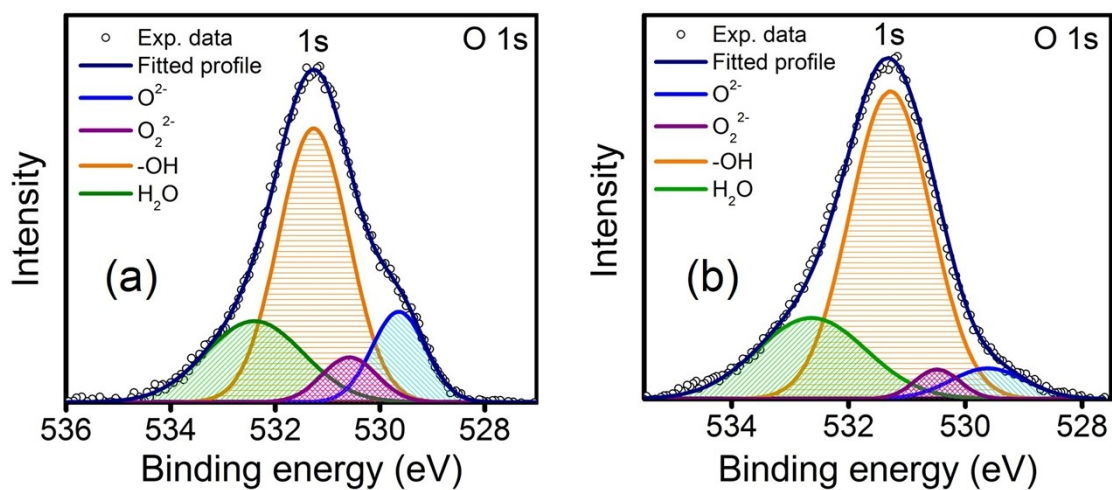 1s
O 1s
Exp. data
Fitted profile
O²⁻
O₂²⁻
-OH
H₂O
(a)
Intensity
536 534 532 530 528
Binding energy (eV)
1s
O 1s
Exp. data
Fitted profile
O²⁻
O₂²⁻
-OH
H₂O
(b)
Intensity
534 532 530 528
Binding energy (eV)